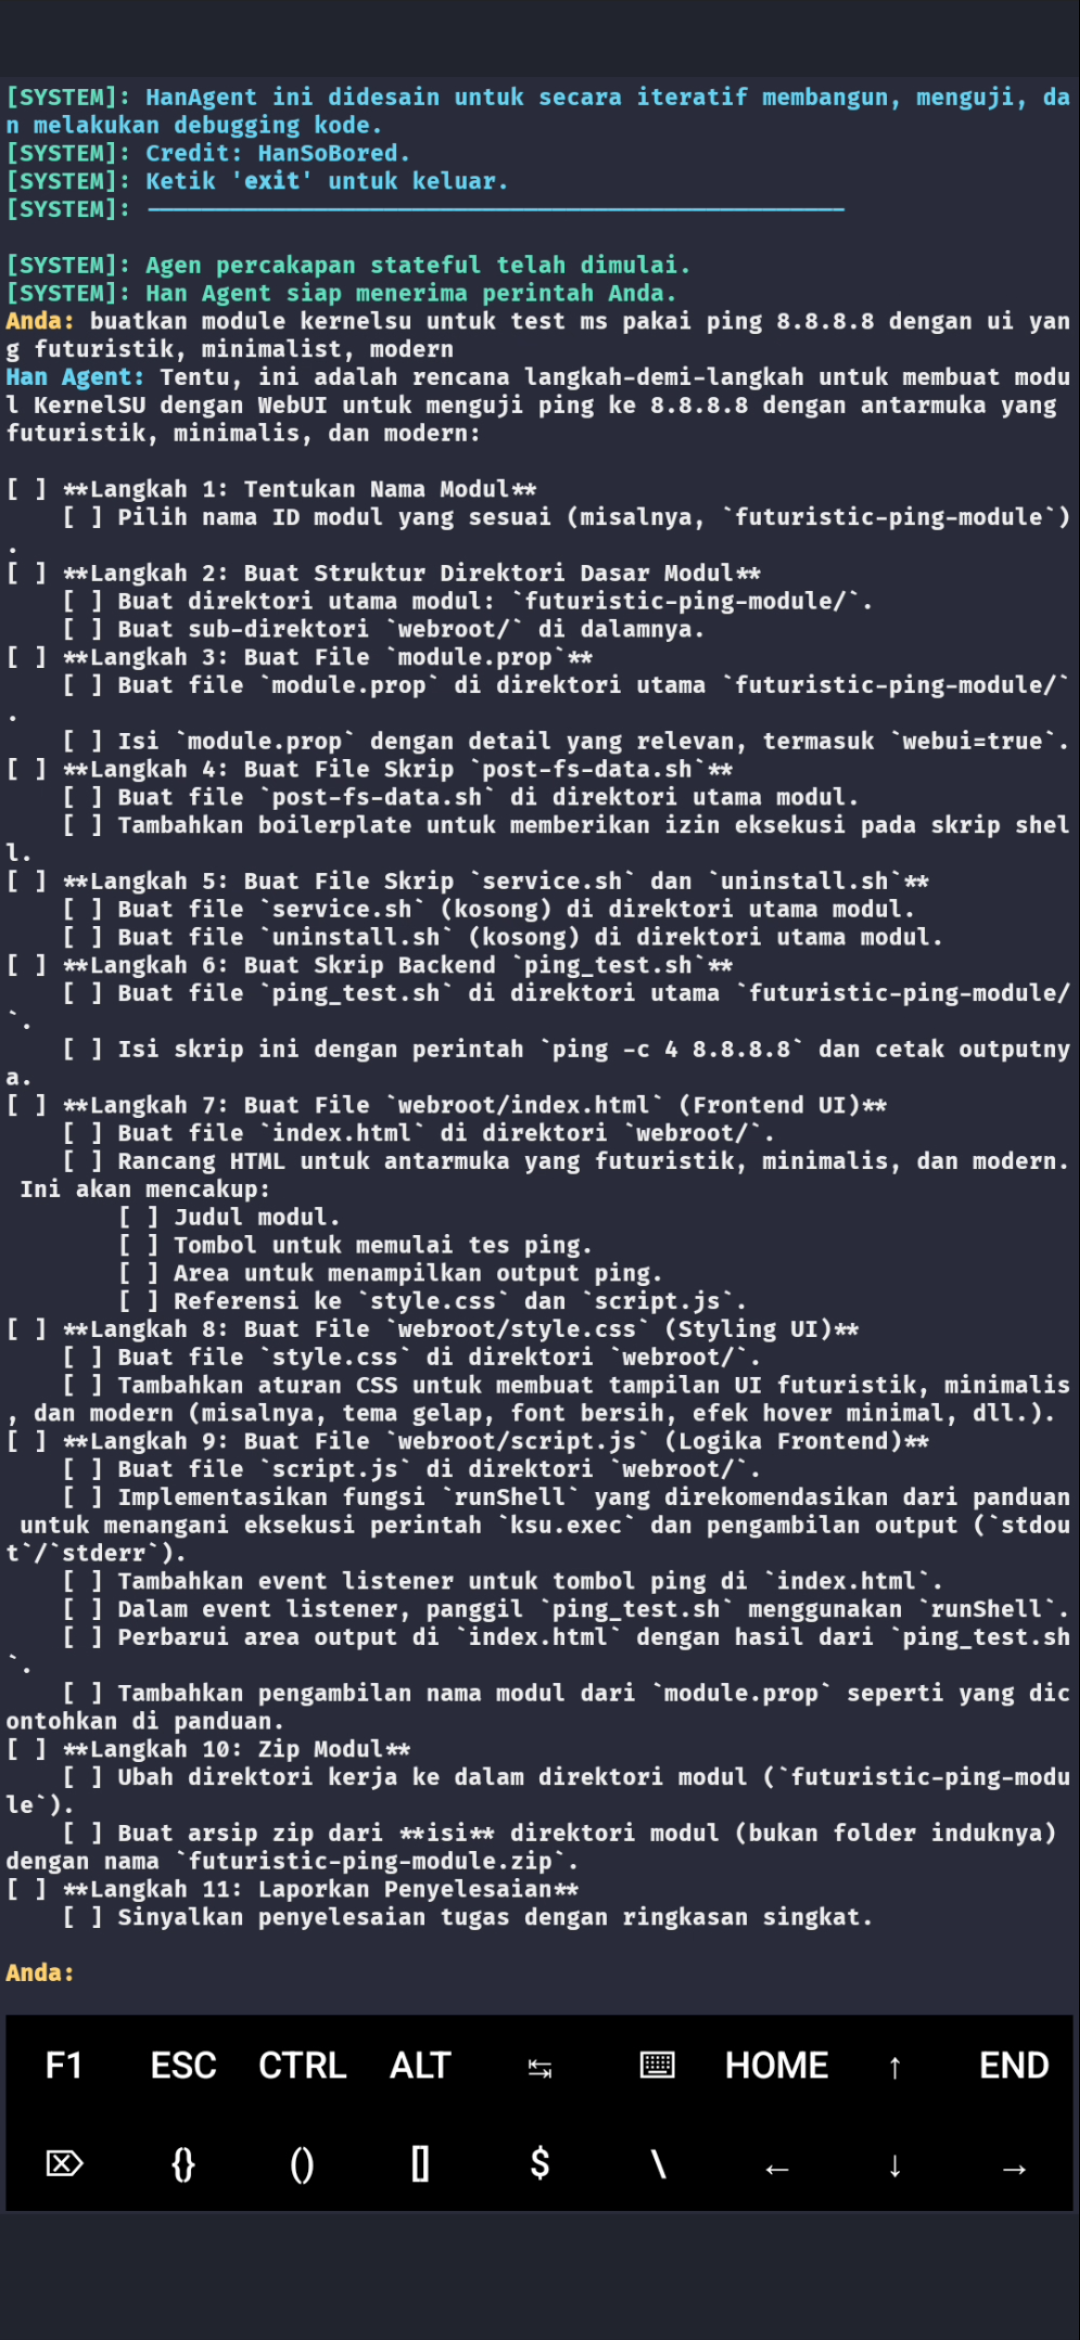 [SYSTEM]: HanAgent ini didesain untuk secara iteratif membangun, menguji, da
n melakukan debugging kode.
[SYSTEM]: Credit: HanSoBored.
[SYSTEM]: Ketik 'exit' untuk keluar.
[SYSTEM]: ──────────────────────────────────────────────────
[SYSTEM]: Agen percakapan stateful telah dimulai.
[SYSTEM]: Han Agent siap menerima perintah Anda.
Anda: buatkan module kernelsu untuk test ms pakai ping 8.8.8.8 dengan ui yan
g futuristik, minimalist, modern
Han Agent: Tentu, ini adalah rencana langkah-demi-langkah untuk membuat modu
l KernelSU dengan WebUI untuk menguji ping ke 8.8.8.8 dengan antarmuka yang
futuristik, minimalis, dan modern:
[ ] **Langkah 1: Tentukan Nama Modul**
    [ ] Pilih nama ID modul yang sesuai (misalnya, `futuristic-ping-module`)
.
[ ] **Langkah 2: Buat Struktur Direktori Dasar Modul**
    [ ] Buat direktori utama modul: `futuristic-ping-module/`.
    [ ] Buat sub-direktori `webroot/` di dalamnya.
[ ] **Langkah 3: Buat File `module.prop`**
    [ ] Buat file `module.prop` di direktori utama `futuristic-ping-module/`
.
    [ ] Isi `module.prop` dengan detail yang relevan, termasuk `webui=true`.
[ ] **Langkah 4: Buat File Skrip `post-fs-data.sh`**
    [ ] Buat file `post-fs-data.sh` di direktori utama modul.
    [ ] Tambahkan boilerplate untuk memberikan izin eksekusi pada skrip shel
l.
[ ] **Langkah 5: Buat File Skrip `service.sh` dan `uninstall.sh`**
    [ ] Buat file `service.sh` (kosong) di direktori utama modul.
    [ ] Buat file `uninstall.sh` (kosong) di direktori utama modul.
[ ] **Langkah 6: Buat Skrip Backend `ping_test.sh`**
    [ ] Buat file `ping_test.sh` di direktori utama `futuristic-ping-module/
`.
    [ ] Isi skrip ini dengan perintah `ping -c 4 8.8.8.8` dan cetak outputny
a.
[ ] **Langkah 7: Buat File `webroot/index.html` (Frontend UI)**
    [ ] Buat file `index.html` di direktori `webroot/`.
    [ ] Rancang HTML untuk antarmuka yang futuristik, minimalis, dan modern.
 Ini akan mencakup:
        [ ] Judul modul.
        [ ] Tombol untuk memulai tes ping.
        [ ] Area untuk menampilkan output ping.
        [ ] Referensi ke `style.css` dan `script.js`.
[ ] **Langkah 8: Buat File `webroot/style.css` (Styling UI)**
    [ ] Buat file `style.css` di direktori `webroot/`.
    [ ] Tambahkan aturan CSS untuk membuat tampilan UI futuristik, minimalis
, dan modern (misalnya, tema gelap, font bersih, efek hover minimal, dll.).
[ ] **Langkah 9: Buat File `webroot/script.js` (Logika Frontend)**
    [ ] Buat file `script.js` di direktori `webroot/`.
    [ ] Implementasikan fungsi `runShell` yang direkomendasikan dari panduan
 untuk menangani eksekusi perintah `ksu.exec` dan pengambilan output (`stdou
t`/`stderr`).
    [ ] Tambahkan event listener untuk tombol ping di `index.html`.
    [ ] Dalam event listener, panggil `ping_test.sh` menggunakan `runShell`.
    [ ] Perbarui area output di `index.html` dengan hasil dari `ping_test.sh
`.
    [ ] Tambahkan pengambilan nama modul dari `module.prop` seperti yang dic
ontohkan di panduan.
[ ] **Langkah 10: Zip Modul**
    [ ] Ubah direktori kerja ke dalam direktori modul (`futuristic-ping-modu
le`).
    [ ] Buat arsip zip dari **isi** direktori modul (bukan folder induknya)
dengan nama `futuristic-ping-module.zip`.
[ ] **Langkah 11: Laporkan Penyelesaian**
    [ ] Sinyalkan penyelesaian tugas dengan ringkasan singkat.
Anda:
F1 ESC CTRL ALT ↹ ⌨ HOME ↑ END
⌦ {} () [] $ \ ← ↓ →